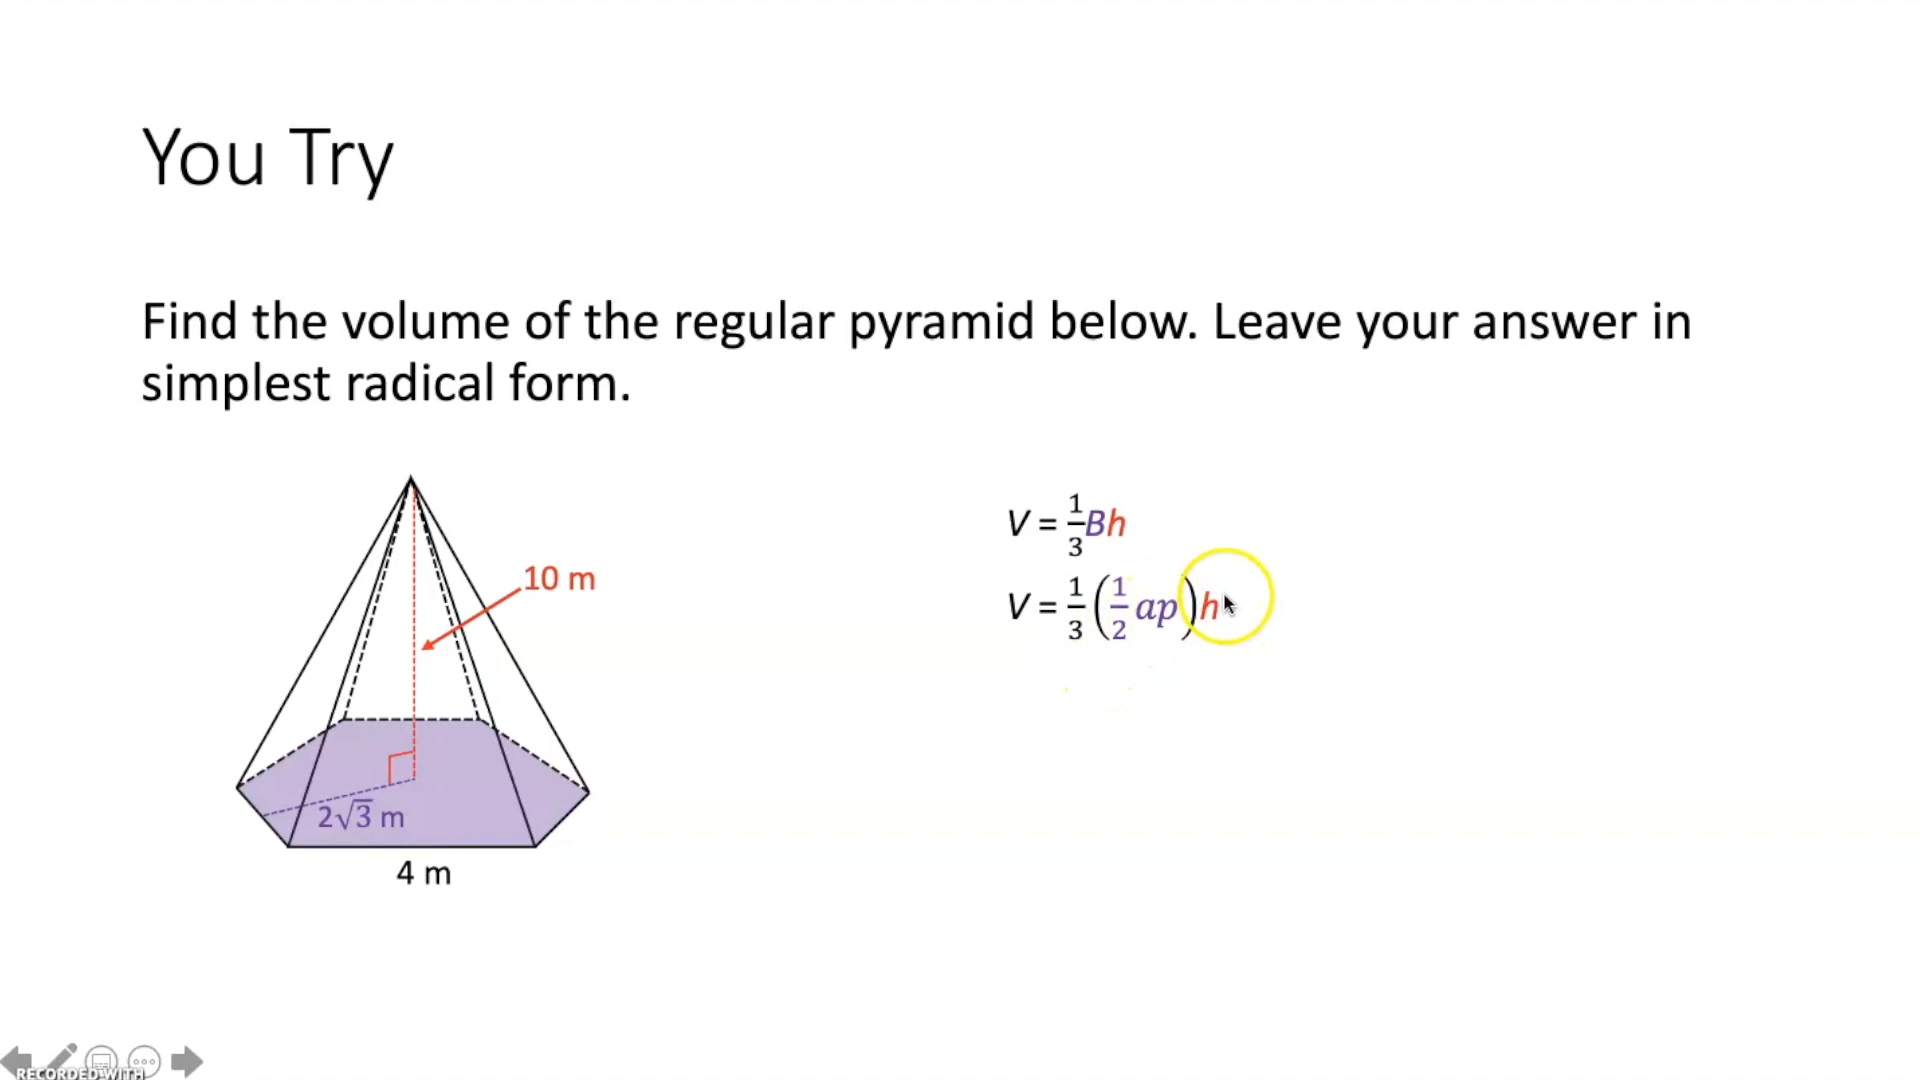 You Try
Find the volume of the regular pyramid below. Leave your answer in
simplest radical form.
10 m
2√3 m
4 m
V = 1/3 Bh
V = 1/3 (1/2 ap) h
RECORDED WITH